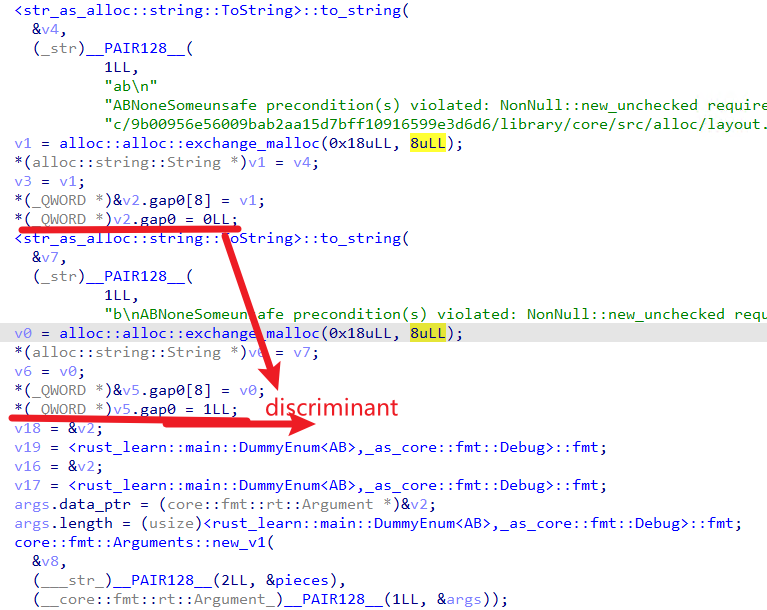 <str_as_alloc::string::ToString>::to_string(
&v4,
(_str)__PAIR128__(
1LL,
"ab\n"
"ABNoneSomeunsafe precondition(s) violated: NonNull::new_unchecked require
"c/9b00956e56009bab2aa15d7bff10916599e3d6d6/library/core/src/alloc/layout.
v1 = alloc::alloc::exchange_malloc(0x18uLL, 8uLL);
*(alloc::string::String *)v1 = v4;
v3 = v1;
*(_QWORD *)&v2.gap0[8] = v1;
*(_QWORD *)v2.gap0 = 0LL;
<str_as_alloc::string::ToString>::to_string(
&v7,
(_str)__PAIR128__(
1LL,
"b\nABNoneSomeunsafe precondition(s) violated: NonNull::new_unchecked requ
v0 = alloc::alloc::exchange_malloc(0x18uLL, 8uLL);
*(alloc::string::String *)v0 = v7;
v6 = v0;
*(_QWORD *)&v5.gap0[8] = v0;
*(_QWORD *)v5.gap0 = 1LL;
discriminant
v18 = &v2;
v19 = <rust_learn::main::DummyEnum<AB>,_as_core::fmt::Debug>::fmt;
v16 = &v2;
v17 = <rust_learn::main::DummyEnum<AB>,_as_core::fmt::Debug>::fmt;
args.data_ptr = (core::fmt::rt::Argument *)&v2;
args.length = (usize)<rust_learn::main::DummyEnum<AB>,_as_core::fmt::Debug>::fmt;
core::fmt::Arguments::new_v1(
&v8,
(___str_)__PAIR128__(2LL, &pieces),
(__core::fmt::rt::Argument_)__PAIR128__(1LL, &args));